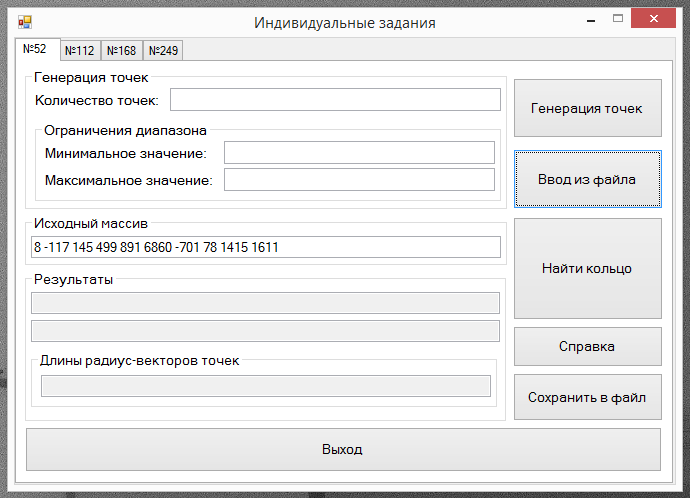 Индивидуальные задания
№52 №112 №168 №249
Генерация точек
Количество точек:
Ограничения диапазона
Минимальное значение:
Максимальное значение:
Исходный массив
8 -117 145 499 891 6860 -701 78 1415 1611
Результаты
Длины радиус-векторов точек
Генерация точек
Ввод из файла
Найти кольцо
Справка
Сохранить в файл
Выход